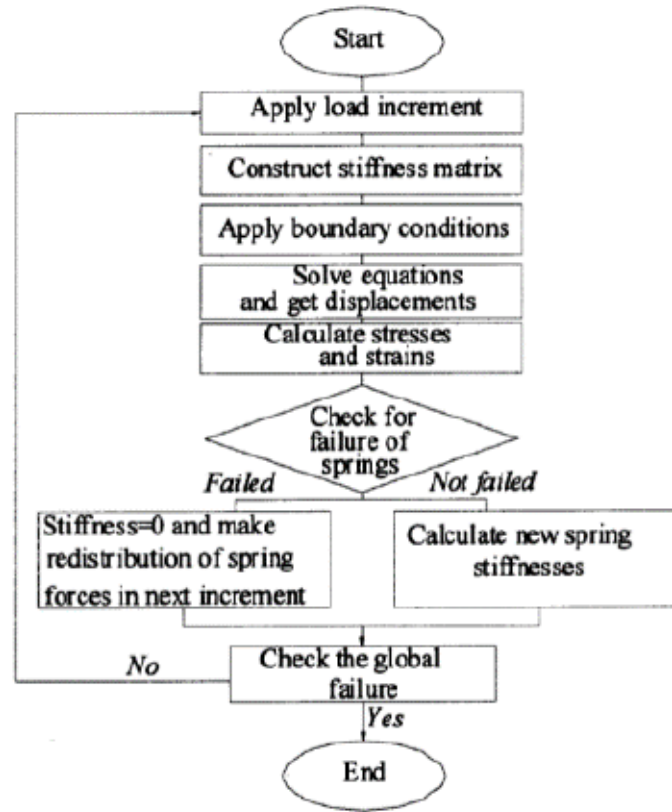 Start
Apply load increment
Construct stiffness matrix
Apply boundary conditions
Solve equations
and get displacements
Calculate stresses
and strains
Check for
failure of
springs
Failed
Not failed
Stiffness=0 and make
redistribution of spring
forces in next increment
Calculate new spring
stiffnesses
No
Check the global
failure
Yes
End